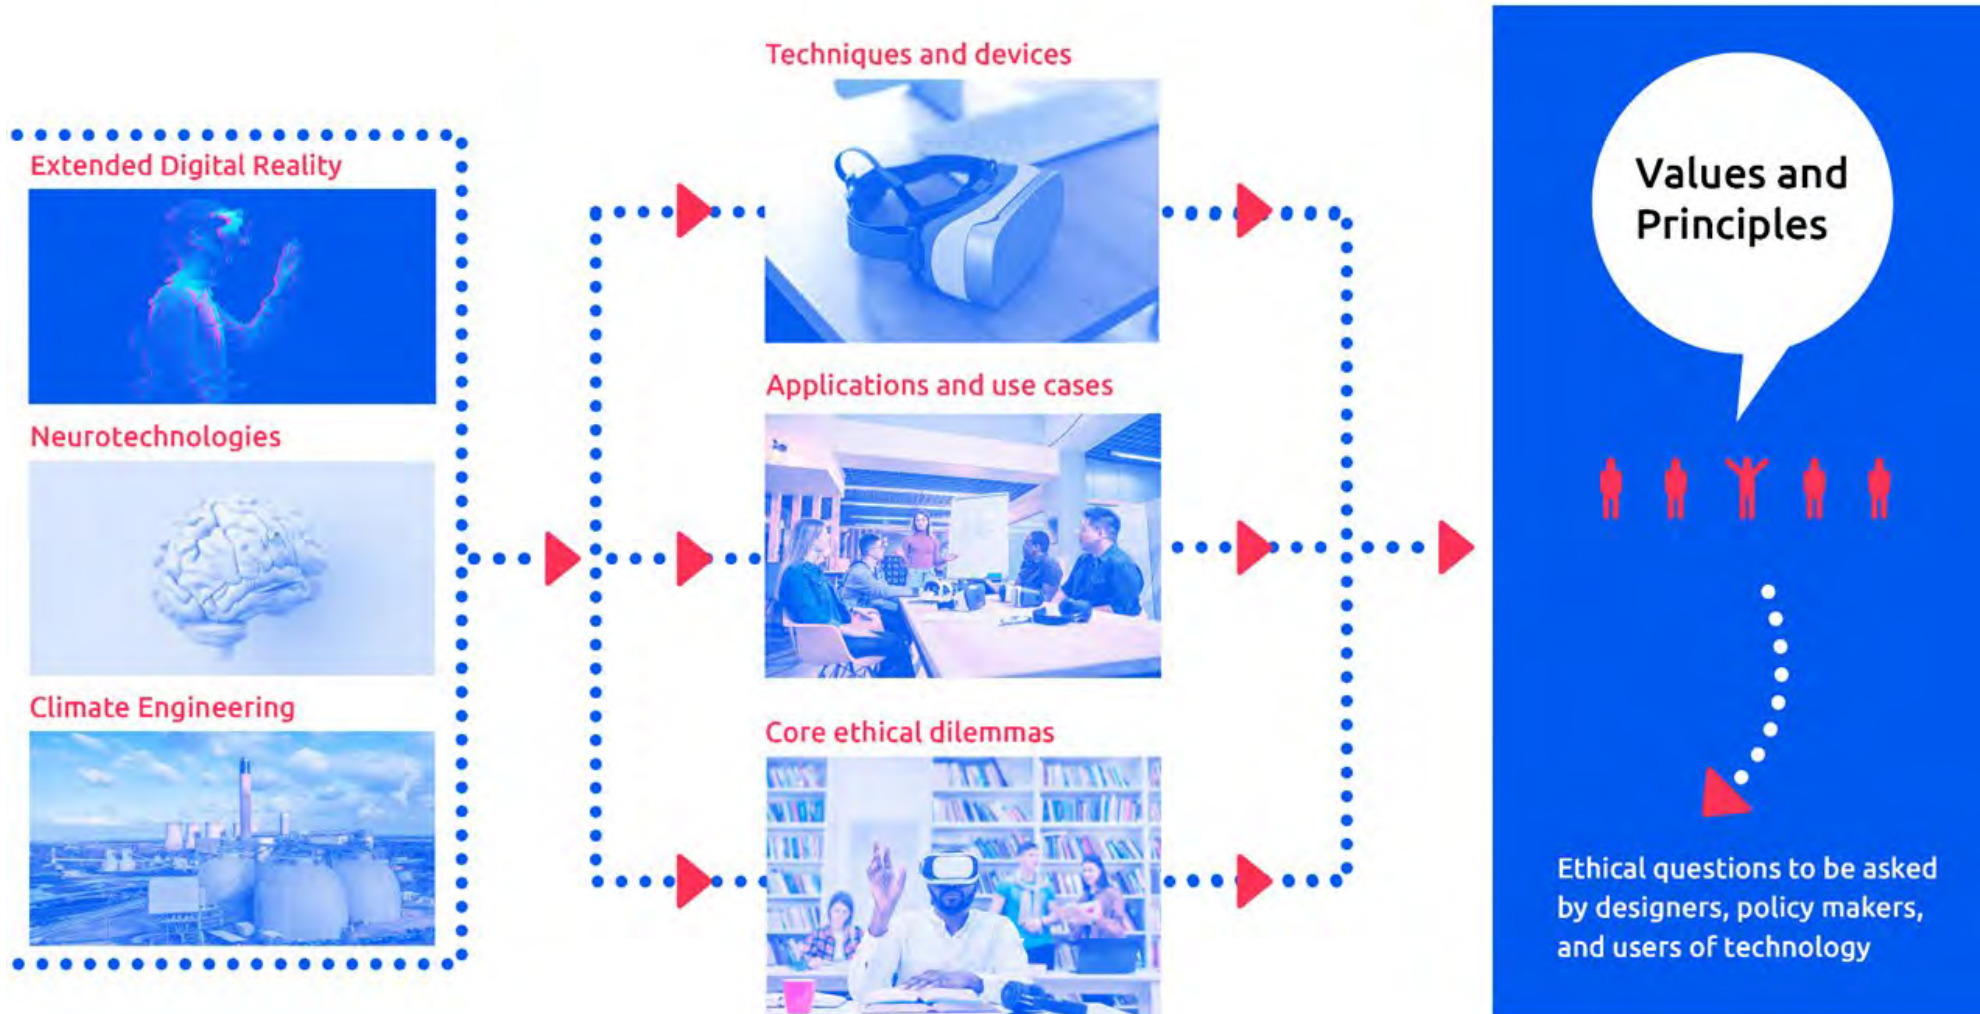 Extended Digital Reality
Neurotechnologies
Climate Engineering
Techniques and devices
Applications and use cases
Core ethical dilemmas
Values and
Principles
Ethical questions to be asked
by designers, policy makers,
and users of technology